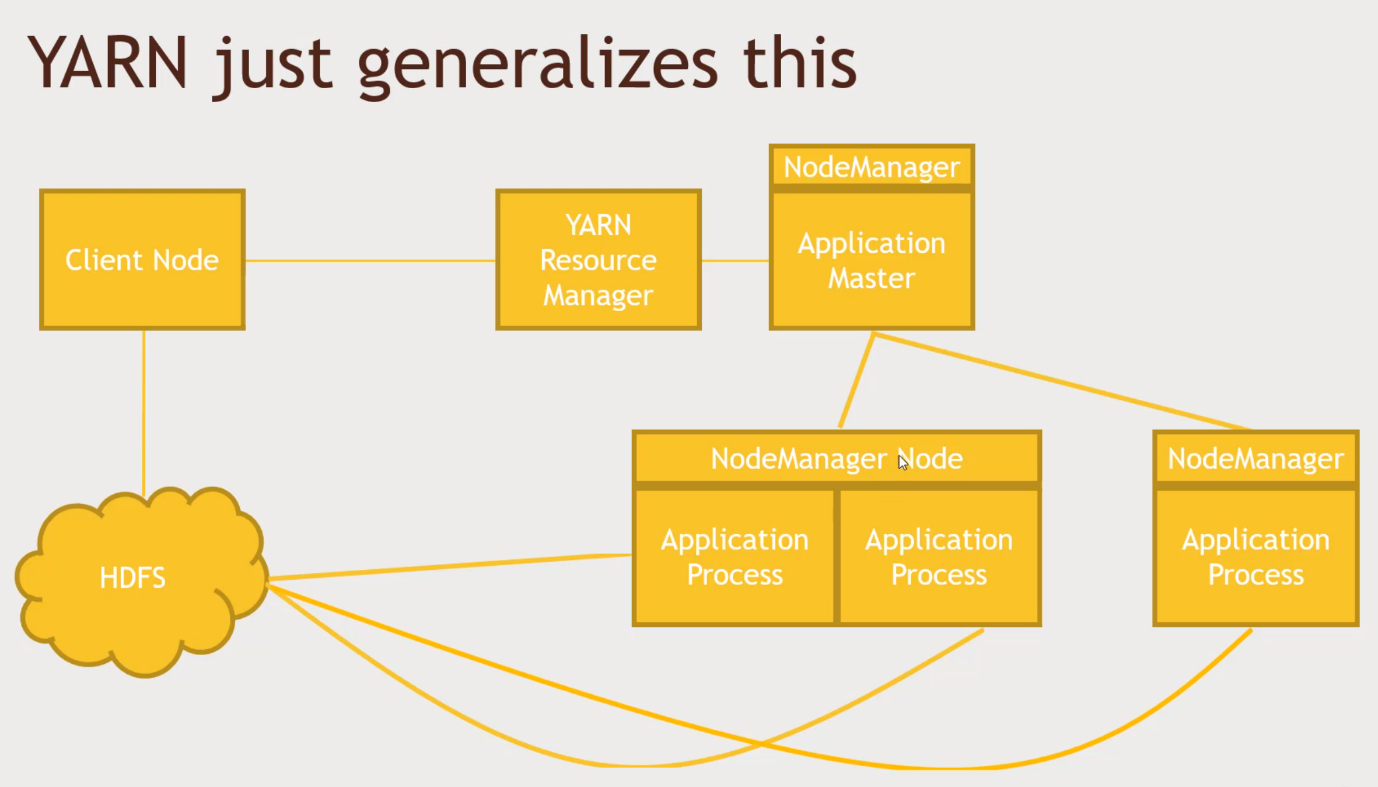 YARN just generalizes this
NodeManager
Client Node
YARN
Resource
Manager
Application
Master
NodeManager Node
NodeManager
HDFS
Application
Process
Application
Process
Application
Process